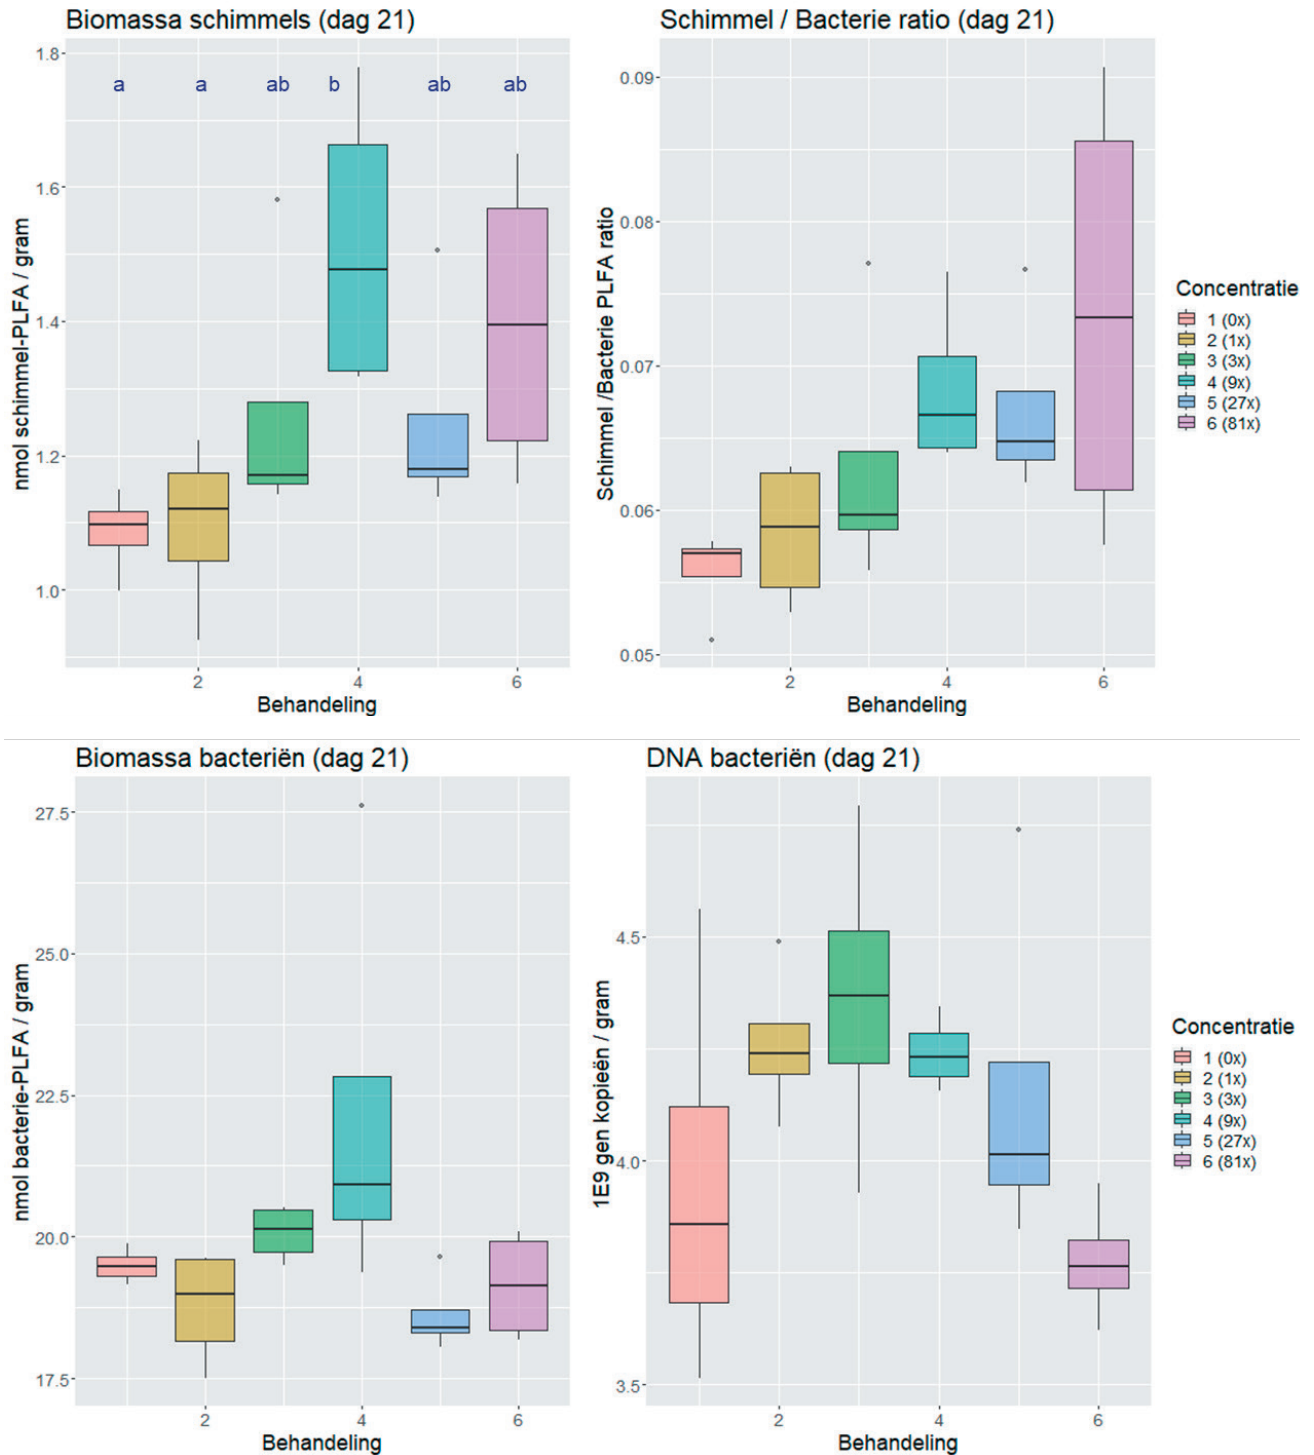 Biomassa schimmels (dag 21)
nmol schimmel-PLFA / gram
1.8
1.6
1.4
1.2
1.0
a a ab b ab ab
2 4 6
Behandeling
Schimmel / Bacterie ratio (dag 21)
Schimmel /Bacterie PLFA ratio
0.09
0.08
0.07
0.06
0.05
2 4 6
Behandeling
Concentratie
1 (0x)
2 (1x)
3 (3x)
4 (9x)
5 (27x)
6 (81x)
Biomassa bacteriën (dag 21)
nmol bacterie-PLFA / gram
27.5
25.0
22.5
20.0
17.5
2 4 6
Behandeling
DNA bacteriën (dag 21)
1E9 gen kopieën / gram
4.5
4.0
3.5
2 4 6
Behandeling
Concentratie
1 (0x)
2 (1x)
3 (3x)
4 (9x)
5 (27x)
6 (81x)